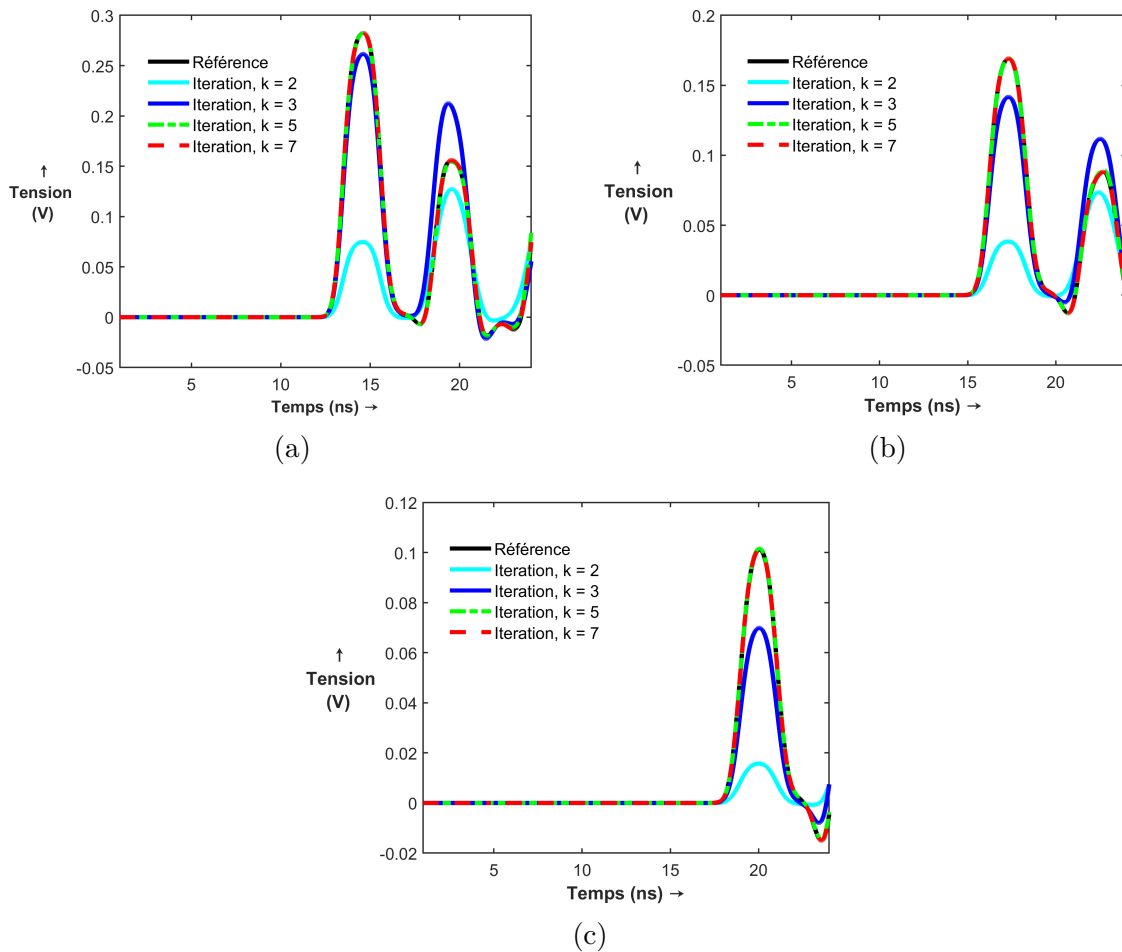 0.3
0.25
0.2
0.15
0.1
0.05
0
-0.05
5
10
15
20
↑
Tension
(V)
Temps (ns) →
Référence
Iteration, k = 2
Iteration, k = 3
Iteration, k = 5
Iteration, k = 7
(a)
0.2
0.15
0.1
0.05
0
-0.05
5
10
15
20
↑
Tension
(V)
Temps (ns) →
Référence
Iteration, k = 2
Iteration, k = 3
Iteration, k = 5
Iteration, k = 7
(b)
0.12
0.1
0.08
0.06
0.04
0.02
0
-0.02
5
10
15
20
↑
Tension
(V)
Temps (ns) →
Référence
Iteration, k = 2
Iteration, k = 3
Iteration, k = 5
Iteration, k = 7
(c)